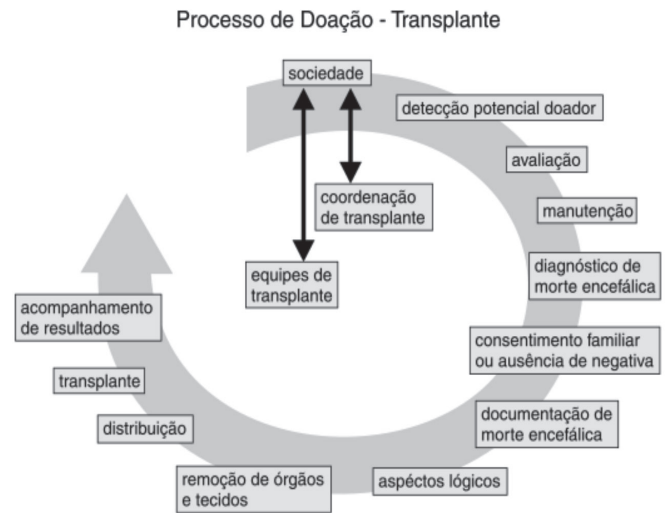 Processo de Doação - Transplante
sociedade
detecção potencial doador
avaliação
manutenção
diagnóstico de
morte encefálica
consentimento familiar
ou ausência de negativa
documentação de
morte encefálica
aspéctos lógicos
remoção de órgãos
e tecidos
distribuição
transplante
acompanhamento
de resultados
coordenação
de transplante
equipes de
transplante